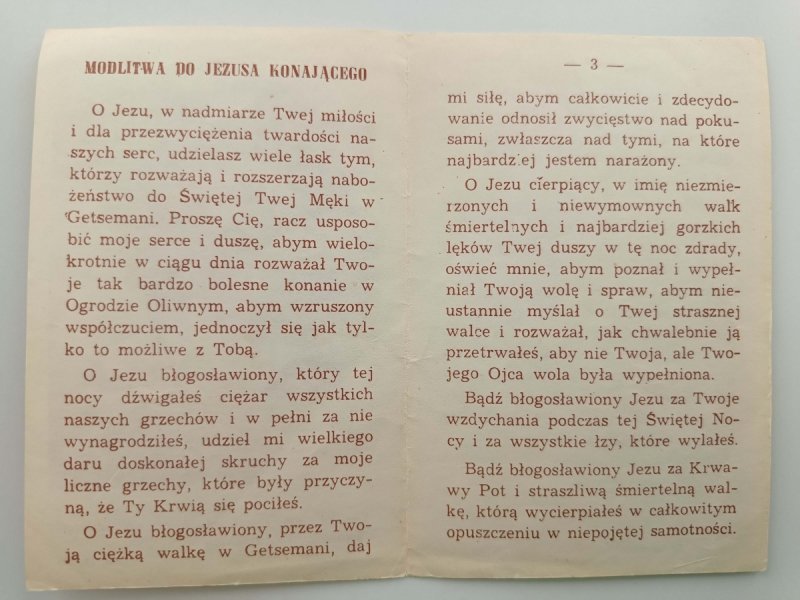 MODLITWA DO JEZUSA KONAJĄCEGO
O Jezu, w nadmiarze Twej miłości
i dla przezwyciężenia twardości na-
szych serc, udzielasz wiele łask tym,
którzy rozważają i rozszerzają nabo-
żeństwo do Świętej Twej Męki w
Getsemani. Proszę Cię, racz usposo-
bić moje serce i duszę, abym wielo-
krotnie w ciągu dnia rozważał Two-
je tak bardzo bolesne konanie w
Ogrodzie Oliwnym, abym wzruszony
współczuciem, jednoczył się jak tyl-
ko to możliwe z Tobą.
O Jezu błogosławiony, który tej
nocy dźwigałeś ciężar wszystkich
naszych grzechów i w pełni za nie
wynagrodziłeś, udzieł mi wielkiego
daru doskonałej skruchy za moje
liczne grzechy, które były przyczy-
ną, że Ty Krwią się pociłeś.
O Jezu błogosławiony, przez Two-
ją ciężką walkę w Getsemani, daj
— 3 —
mi siłę, abym całkowicie i zdecydo-
wanie odnosił zwycięstwo nad poku-
sami, zwłaszcza nad tymi, na które
najbardziej jestem narażony.
O Jezu cierpiący, w imię niezmie-
rzonych i niewymownych walk
śmiertelnych i najbardziej gorzkich
lęków Twej duszy w tę noc zdrady,
oświeć mnie, abym poznał i wypeł-
niał Twoją wolę i spraw, abym nie-
ustannie myślał o Twej strasznej
walce i rozważał, jak chwalebnie ją
przetrwałeś, aby nie Twoja, ale Two-
jego Ojca wola była wypełniona.
Bądź błogosławiony Jezu za Twoje
wzdychania podczas tej Świętej No-
cy i za wszystkie łzy, które wylałeś.
Bądź błogosławiony Jezu za Krwa-
wy Pot i straszliwą śmiertelną wal-
kę, którą wycierpiałeś w całkowitym
opuszczeniu w niepojętej samotności.